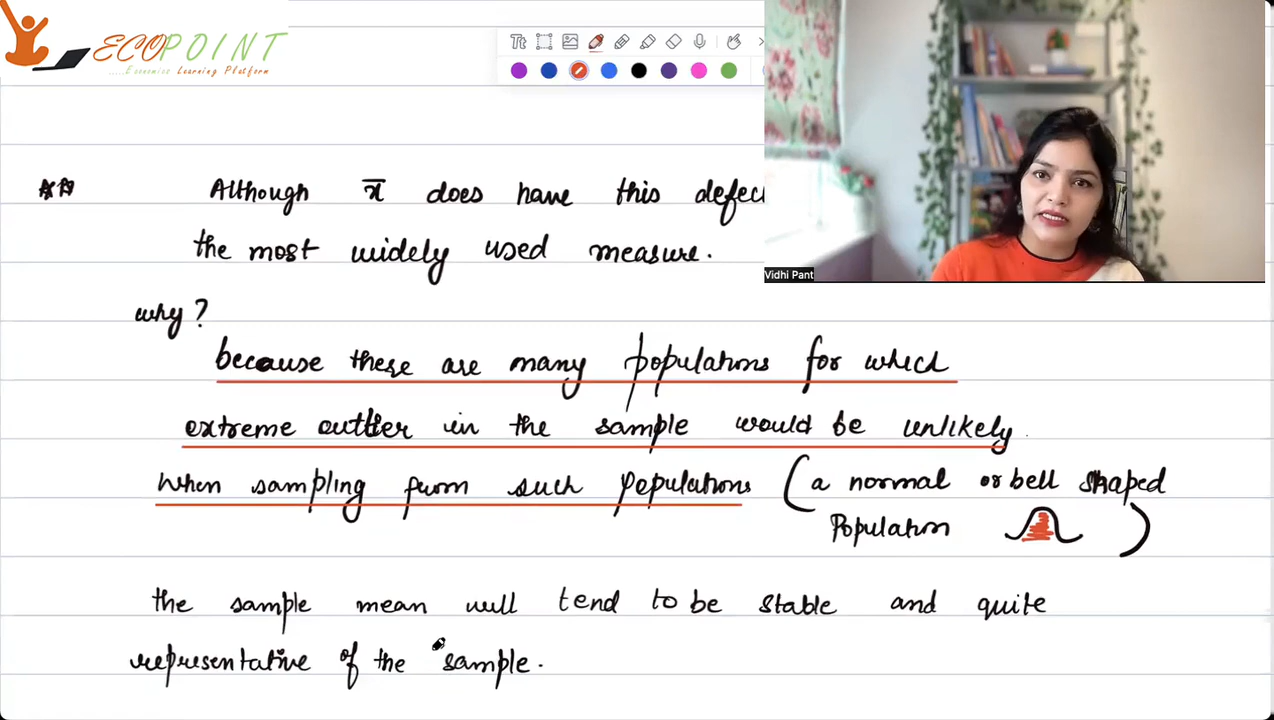 ECOPOINT
....Economics Learning Platform
Tt
Although x̄ does have this defec
the most widely used measure.
Vidhi Pant
why?
because there are many populations for which
extreme outlier in the sample would be unlikely.
when sampling from such populations (a normal or bell shaped
Population )
the sample mean will tend to be stable and quite
representative of the sample.